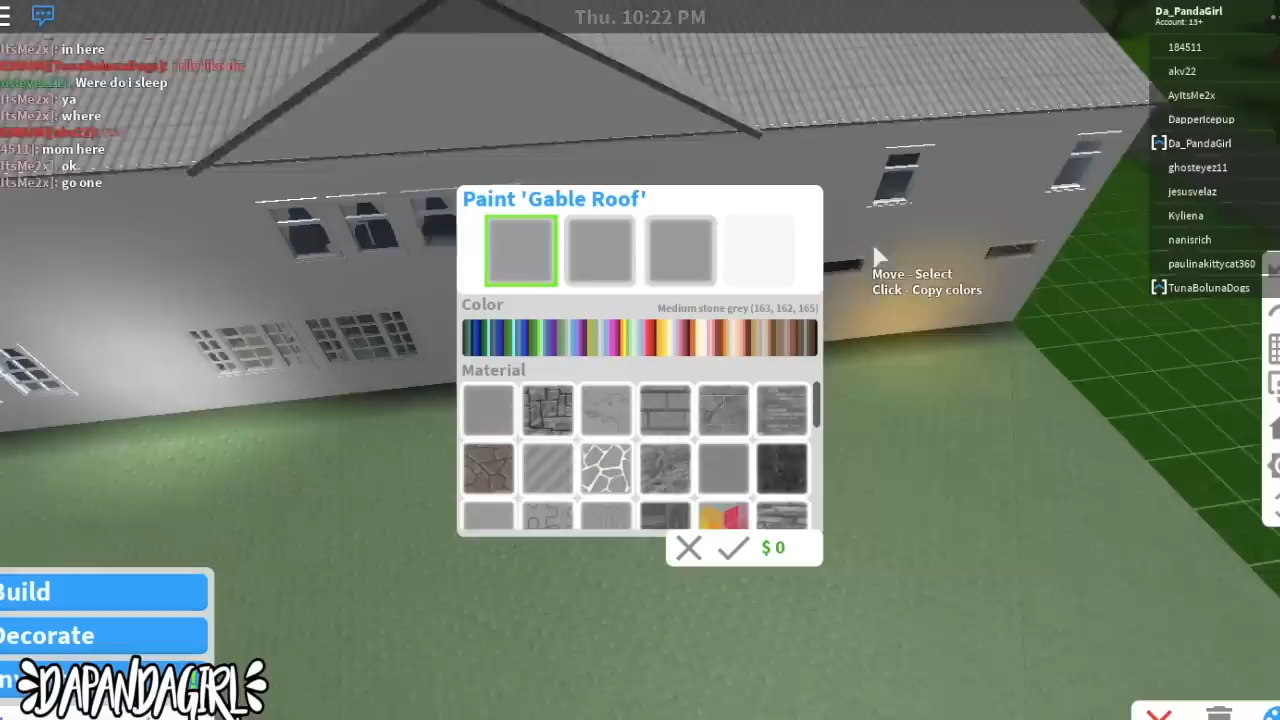 Thu. 10:22 PM
ItsMe2x]: in here
Were do i sleep
ItsMe2x]: ya
ItsMe2x]: where
4511]: mom here
ItsMe2x]: ok
ItsMe2x]: go one
Da_PandaGirl
Account: 13+
184511
akv22
AyItsMe2x
DapperIcepup
Da_PandaGirl
ghosteyez11
jesusvelaz
Kyliena
nanisrich
paulinakittycat360
TunaBolunaDogs
Paint 'Gable Roof'
Color
Medium stone grey (163, 162, 165)
Material
Move - Select
Click - Copy colors
$ 0
Build
Decorate
DAPANDAGIRL